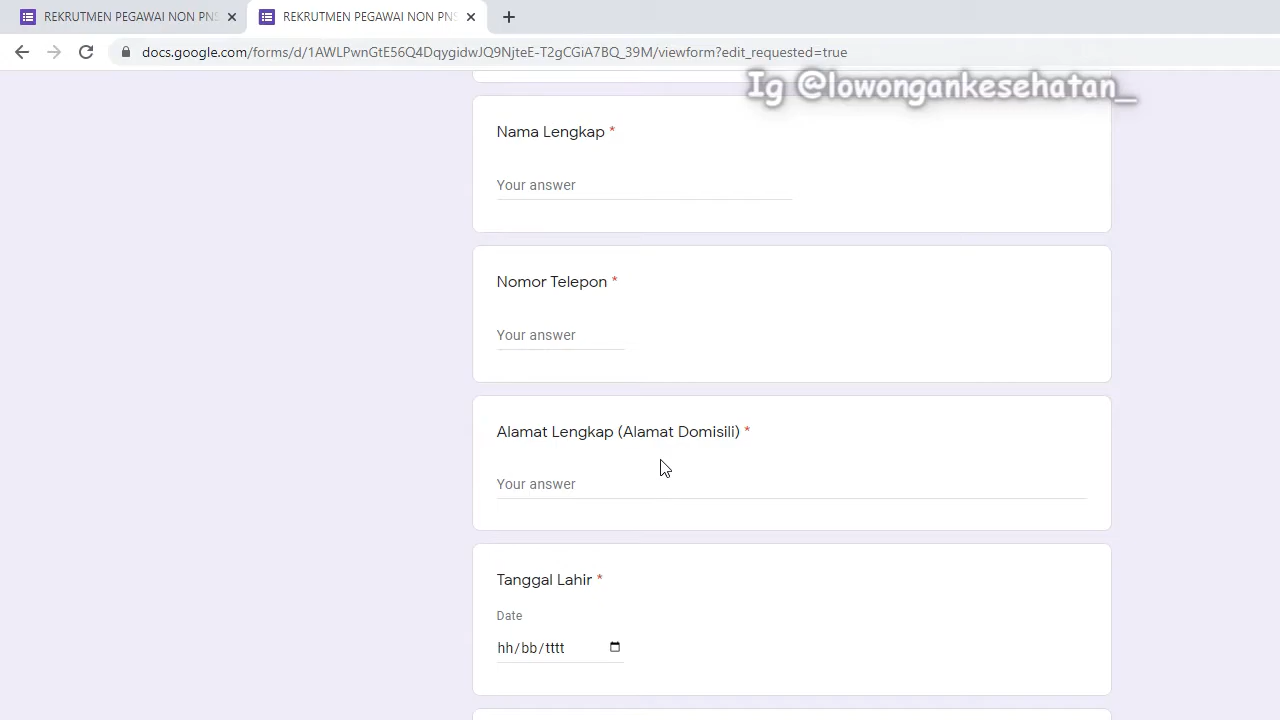 REKRUTMEN PEGAWAI NON PNS
REKRUTMEN PEGAWAI NON PNS
docs.google.com/forms/d/1AWLPwnGtE56Q4DqygidwJQ9NjteE-T2gCGiA7BQ_39M/viewform?edit_requested=true
Ig @lowongankesehatan_
Nama Lengkap *
Your answer
Nomor Telepon *
Your answer
Alamat Lengkap (Alamat Domisili) *
Your answer
Tanggal Lahir *
Date
hh/bb/tttt